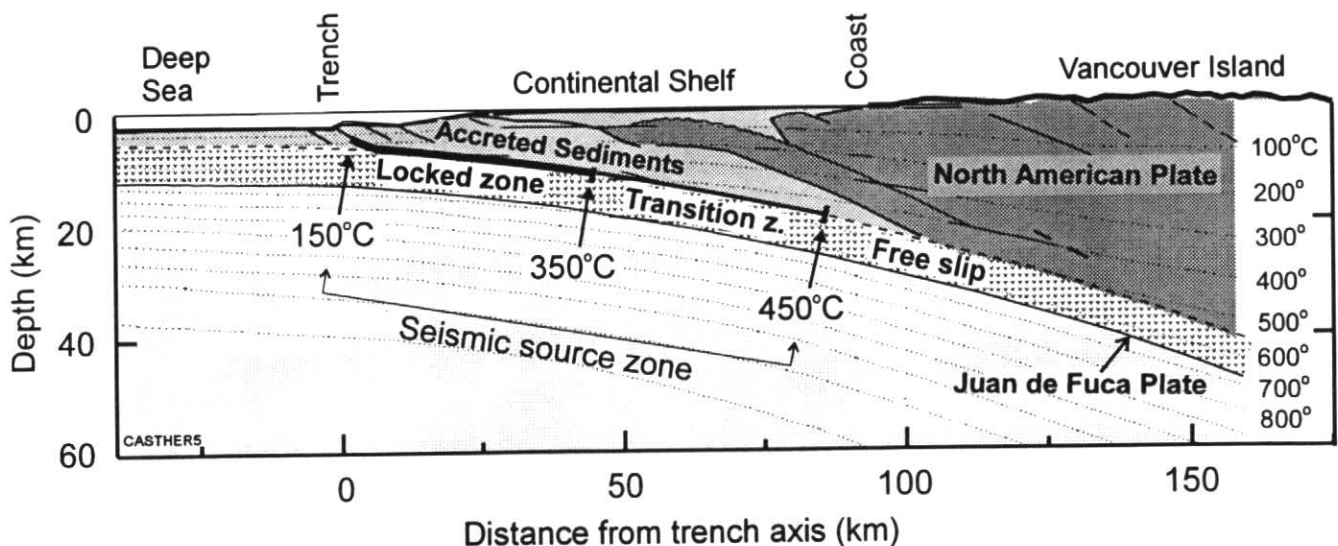 Deep
Sea
Trench
Continental Shelf
Coast
Vancouver Island
0
20
40
60
Depth (km)
Accreted Sediments
Locked zone
Transition z.
Free slip
North American Plate
100°C
200°
300°
400°
500°
600°
700°
800°
150°C
350°C
450°C
Seismic source zone
Juan de Fuca Plate
CASTHER5
0
50
100
150
Distance from trench axis (km)